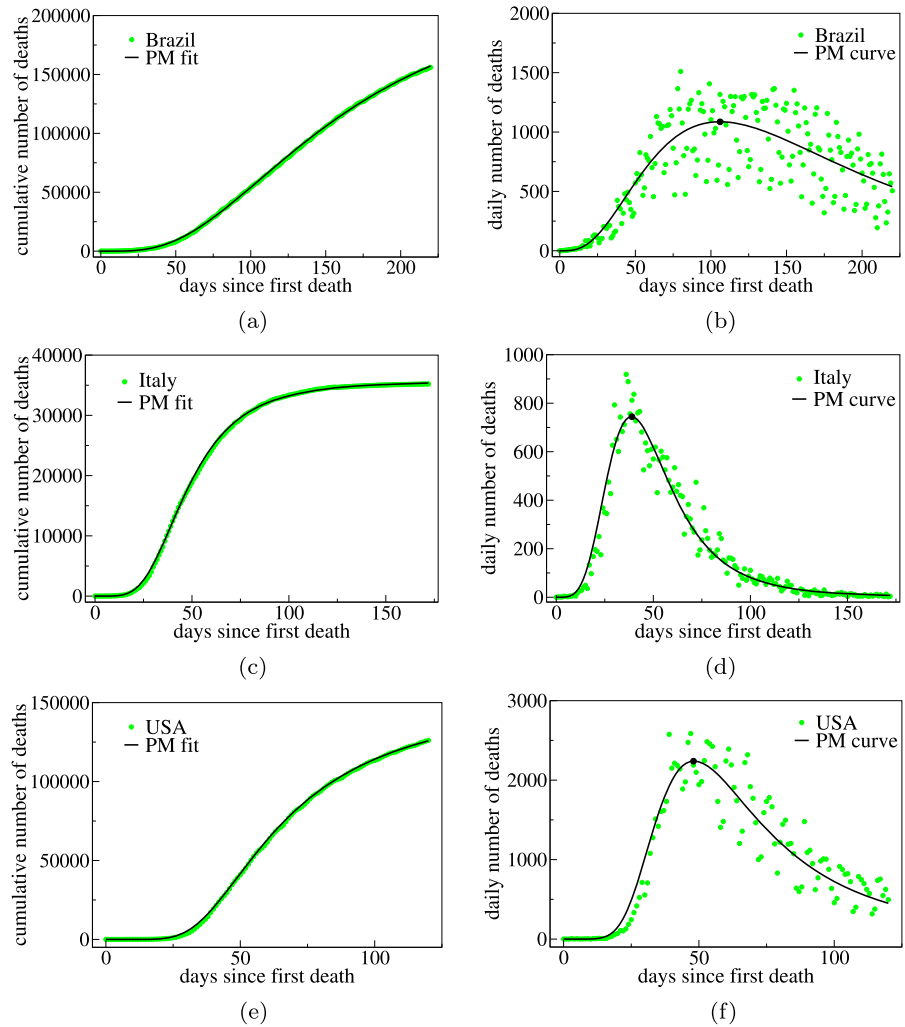 cumulative number of deaths
200000
150000
100000
50000
0
Brazil
PM fit
0 50 100 150 200
days since first death
(a)
daily number of deaths
2000
1500
1000
500
0
Brazil
PM curve
0 50 100 150 200
days since first death
(b)
cumulative number of deaths
40000
30000
20000
10000
0
Italy
PM fit
0 50 100 150
days since first death
(c)
daily number of deaths
1000
800
600
400
200
0
Italy
PM curve
0 50 100 150
days since first death
(d)
cumulative number of deaths
150000
100000
50000
0
USA
PM fit
0 50 100
days since first death
(e)
daily number of deaths
3000
2000
1000
0
USA
PM curve
0 50 100
days since first death
(f)